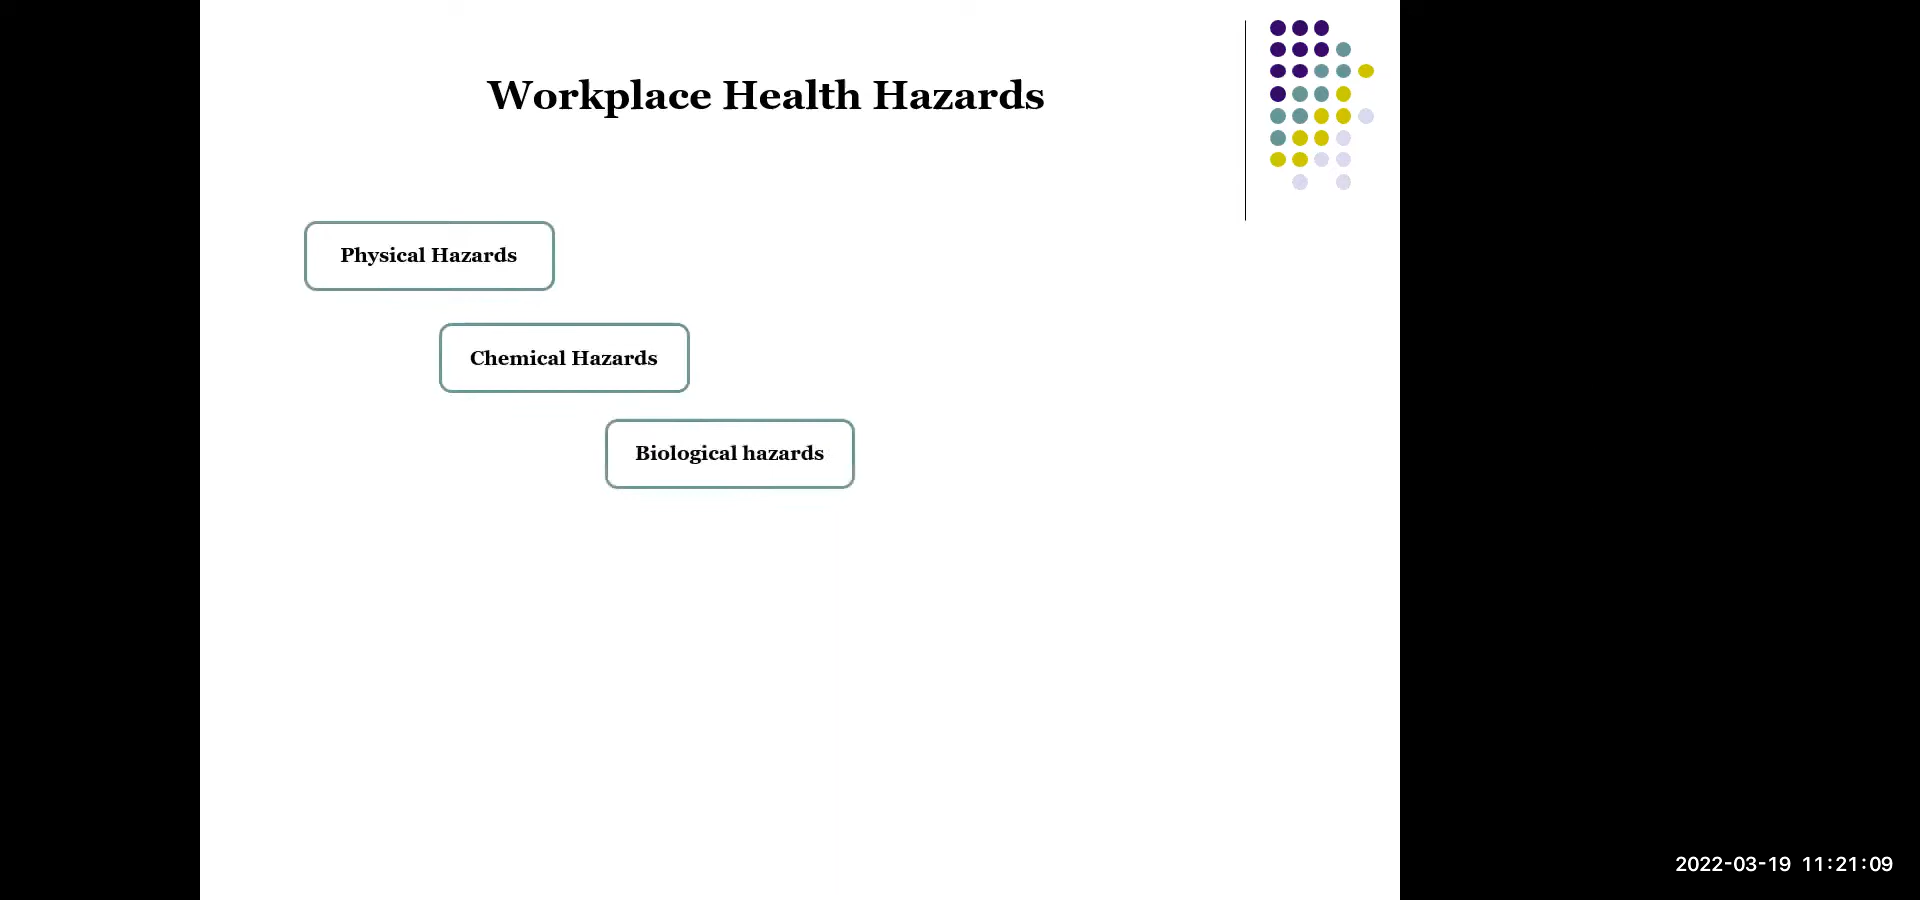 Workplace Health Hazards
Physical Hazards
Chemical Hazards
Biological hazards
2022-03-19 11:21:09